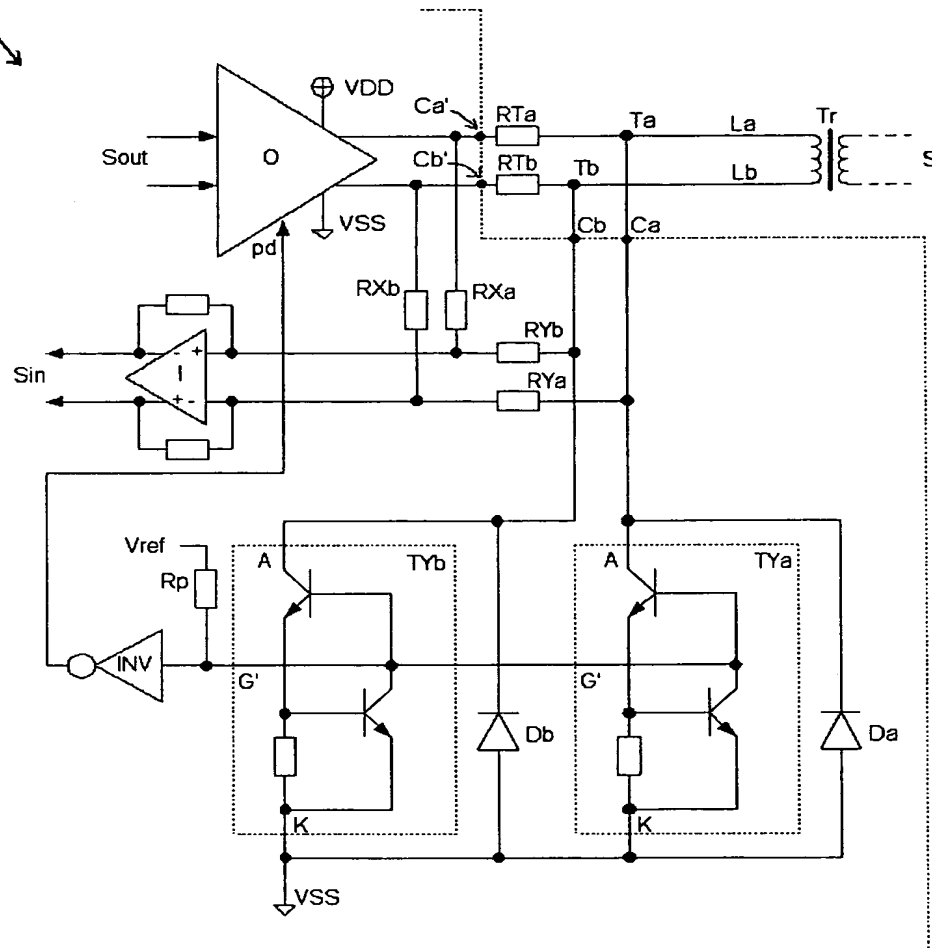 VDD
Ca'
RTa
Ta
La
Tr
Sout
O
Cb'
RTb
Tb
Lb
S
VSS
pd
Cb
Ca
RXb
RXa
RYb
- +
Sin
I
+ -
RYa
Vref
A
TYb
A
TYa
Rp
INV
G'
G'
Db
Da
K
K
VSS